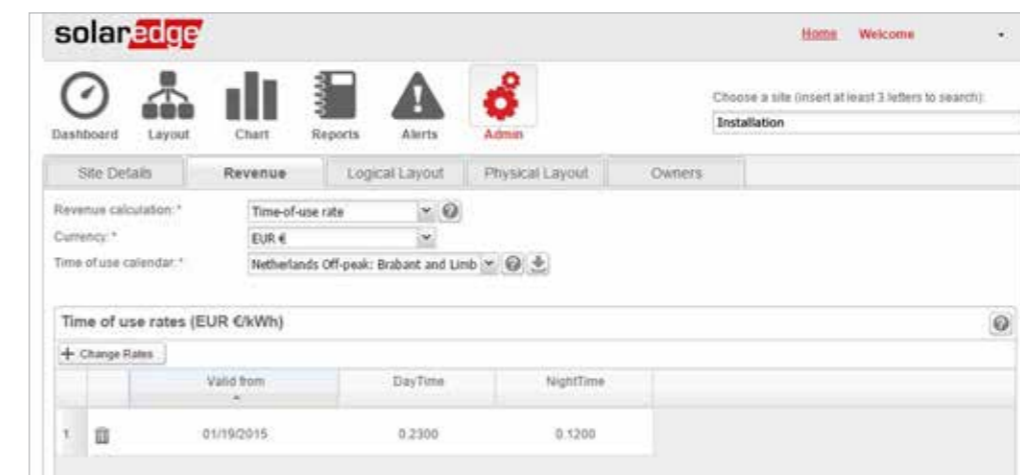 solaredge
Home Welcome
Dashboard Layout Chart Reports Alerts Admin
Choose a site (insert at least 3 letters to search):
Installation
Site Details Revenue Logical Layout Physical Layout Owners
Revenue calculation: * Time-of-use rate
Currency: * EUR €
Time of use calendar: * Netherlands Off-peak: Brabant and Limb
Time of use rates (EUR €/kWh)
+ Change Rates
Valid from DayTime NightTime
1 01/19/2015 0.2300 0.1200